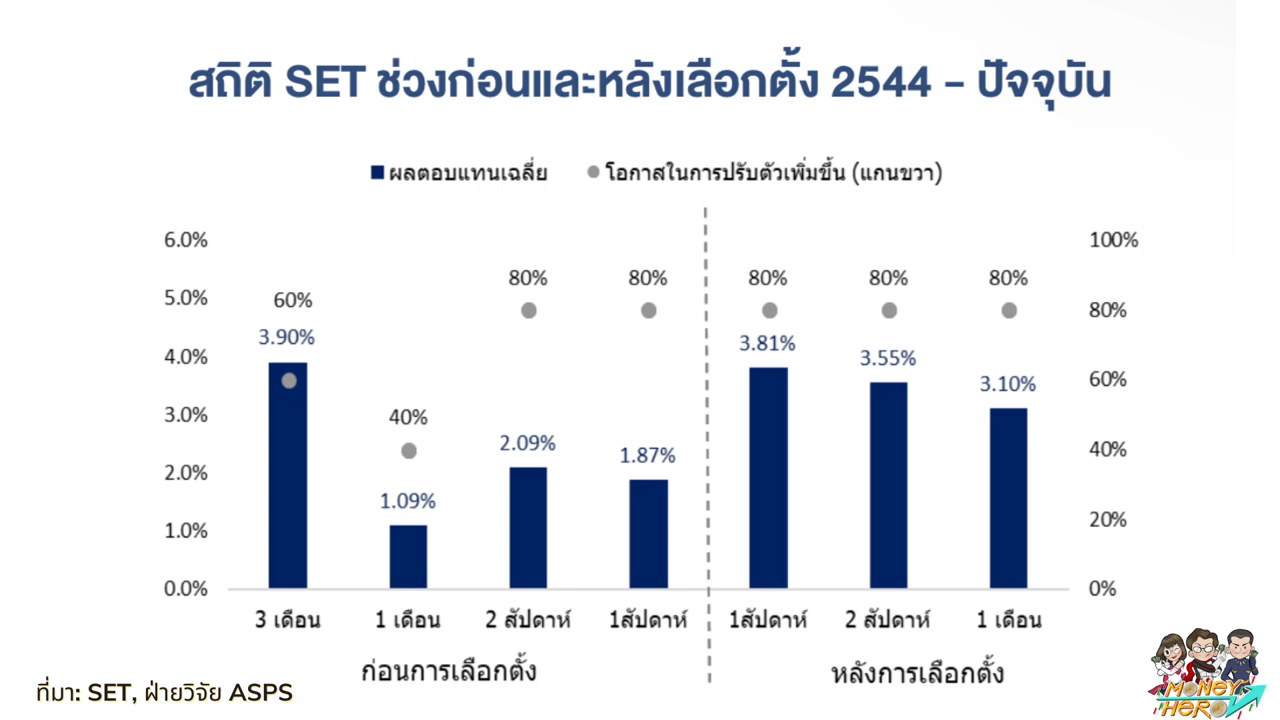 สถิติ SET ช่วงก่อนและหลังเลือกตั้ง 2544 – ปัจจุบัน
ผลตอบแทนเฉลี่ย โอกาสในการปรับตัวเพิ่มขึ้น (แกนขวา)
6.0% 100%
80% 80% 80% 80% 80%
5.0% 60% 80%
3.90% 3.81%
4.0% 3.55% 60%
3.10%
3.0% 40% 40%
2.09% 1.87%
2.0%
1.09% 20%
1.0%
0.0% 0%
3 เดือน 1 เดือน 2 สัปดาห์ 1สัปดาห์ 1สัปดาห์ 2 สัปดาห์ 1 เดือน
ก่อนการเลือกตั้ง หลังการเลือกตั้ง
ที่มา: SET, ฝ่ายวิจัย ASPS
MONEY
HERO